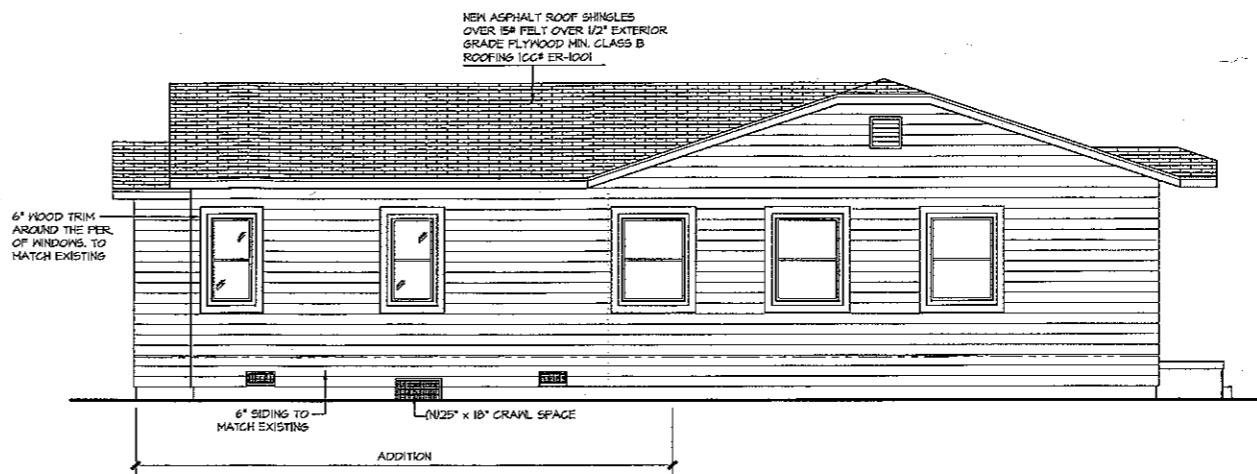 NEW ASPHALT ROOF SHINGLES
OVER 15# FELT OVER 1/2" EXTERIOR
GRADE PLYWOOD MIN. CLASS B
ROOFING ICC# ER-1001
6" WOOD TRIM
AROUND THE PER.
OF WINDOWS. TO
MATCH EXISTING
6" SIDING TO
MATCH EXISTING
(N)25" x 18" CRAWL SPACE
ADDITION